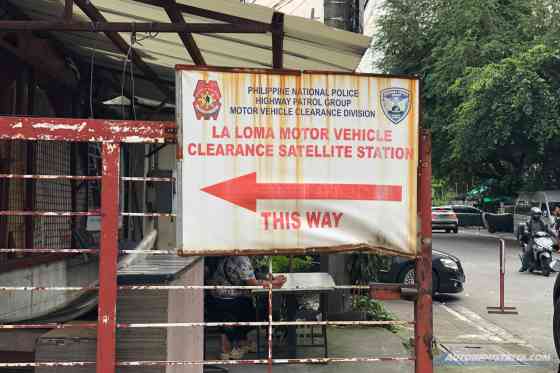 PHILIPPINE NATIONAL POLICE
HIGHWAY PATROL GROUP
MOTOR VEHICLE CLEARANCE DIVISION
LA LOMA MOTOR VEHICLE
CLEARANCE SATELLITE STATION
THIS WAY
AUTOINDUSTRIYA.COM